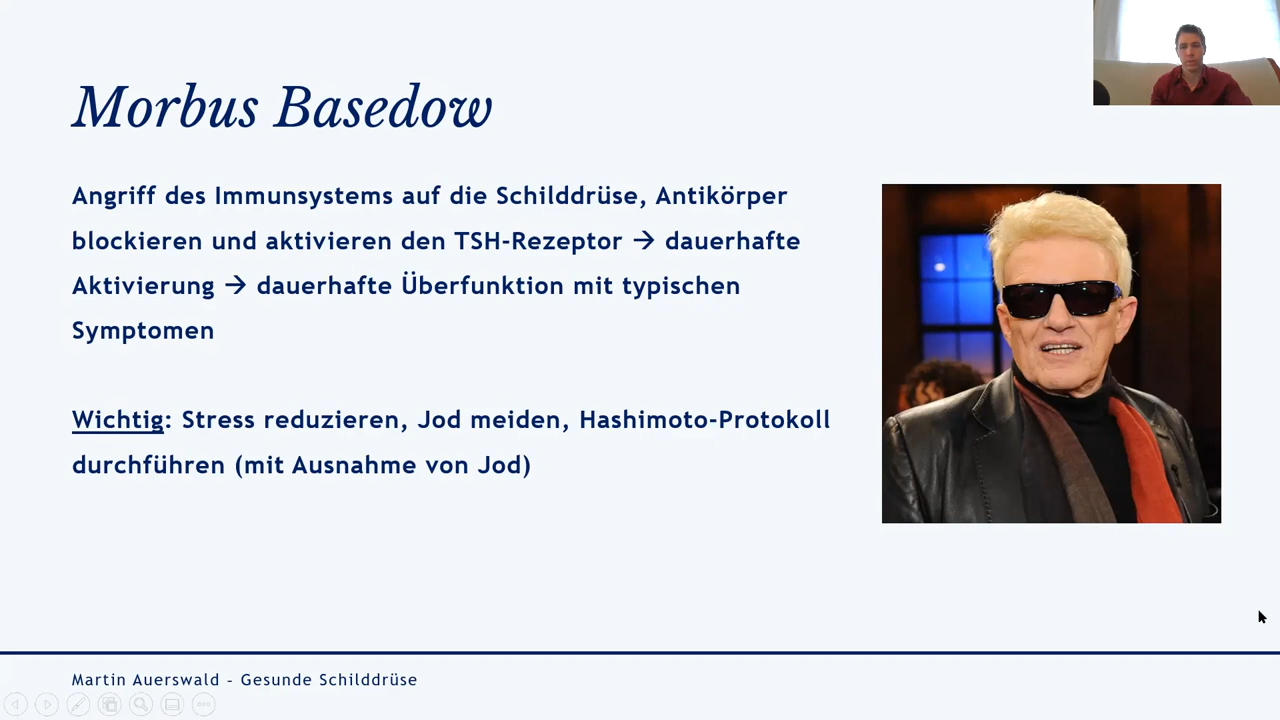 Morbus Basedow
Angriff des Immunsystems auf die Schilddrüse, Antikörper
blockieren und aktivieren den TSH-Rezeptor → dauerhafte
Aktivierung → dauerhafte Überfunktion mit typischen
Symptomen
Wichtig: Stress reduzieren, Jod meiden, Hashimoto-Protokoll
durchführen (mit Ausnahme von Jod)
Martin Auerswald – Gesunde Schilddrüse